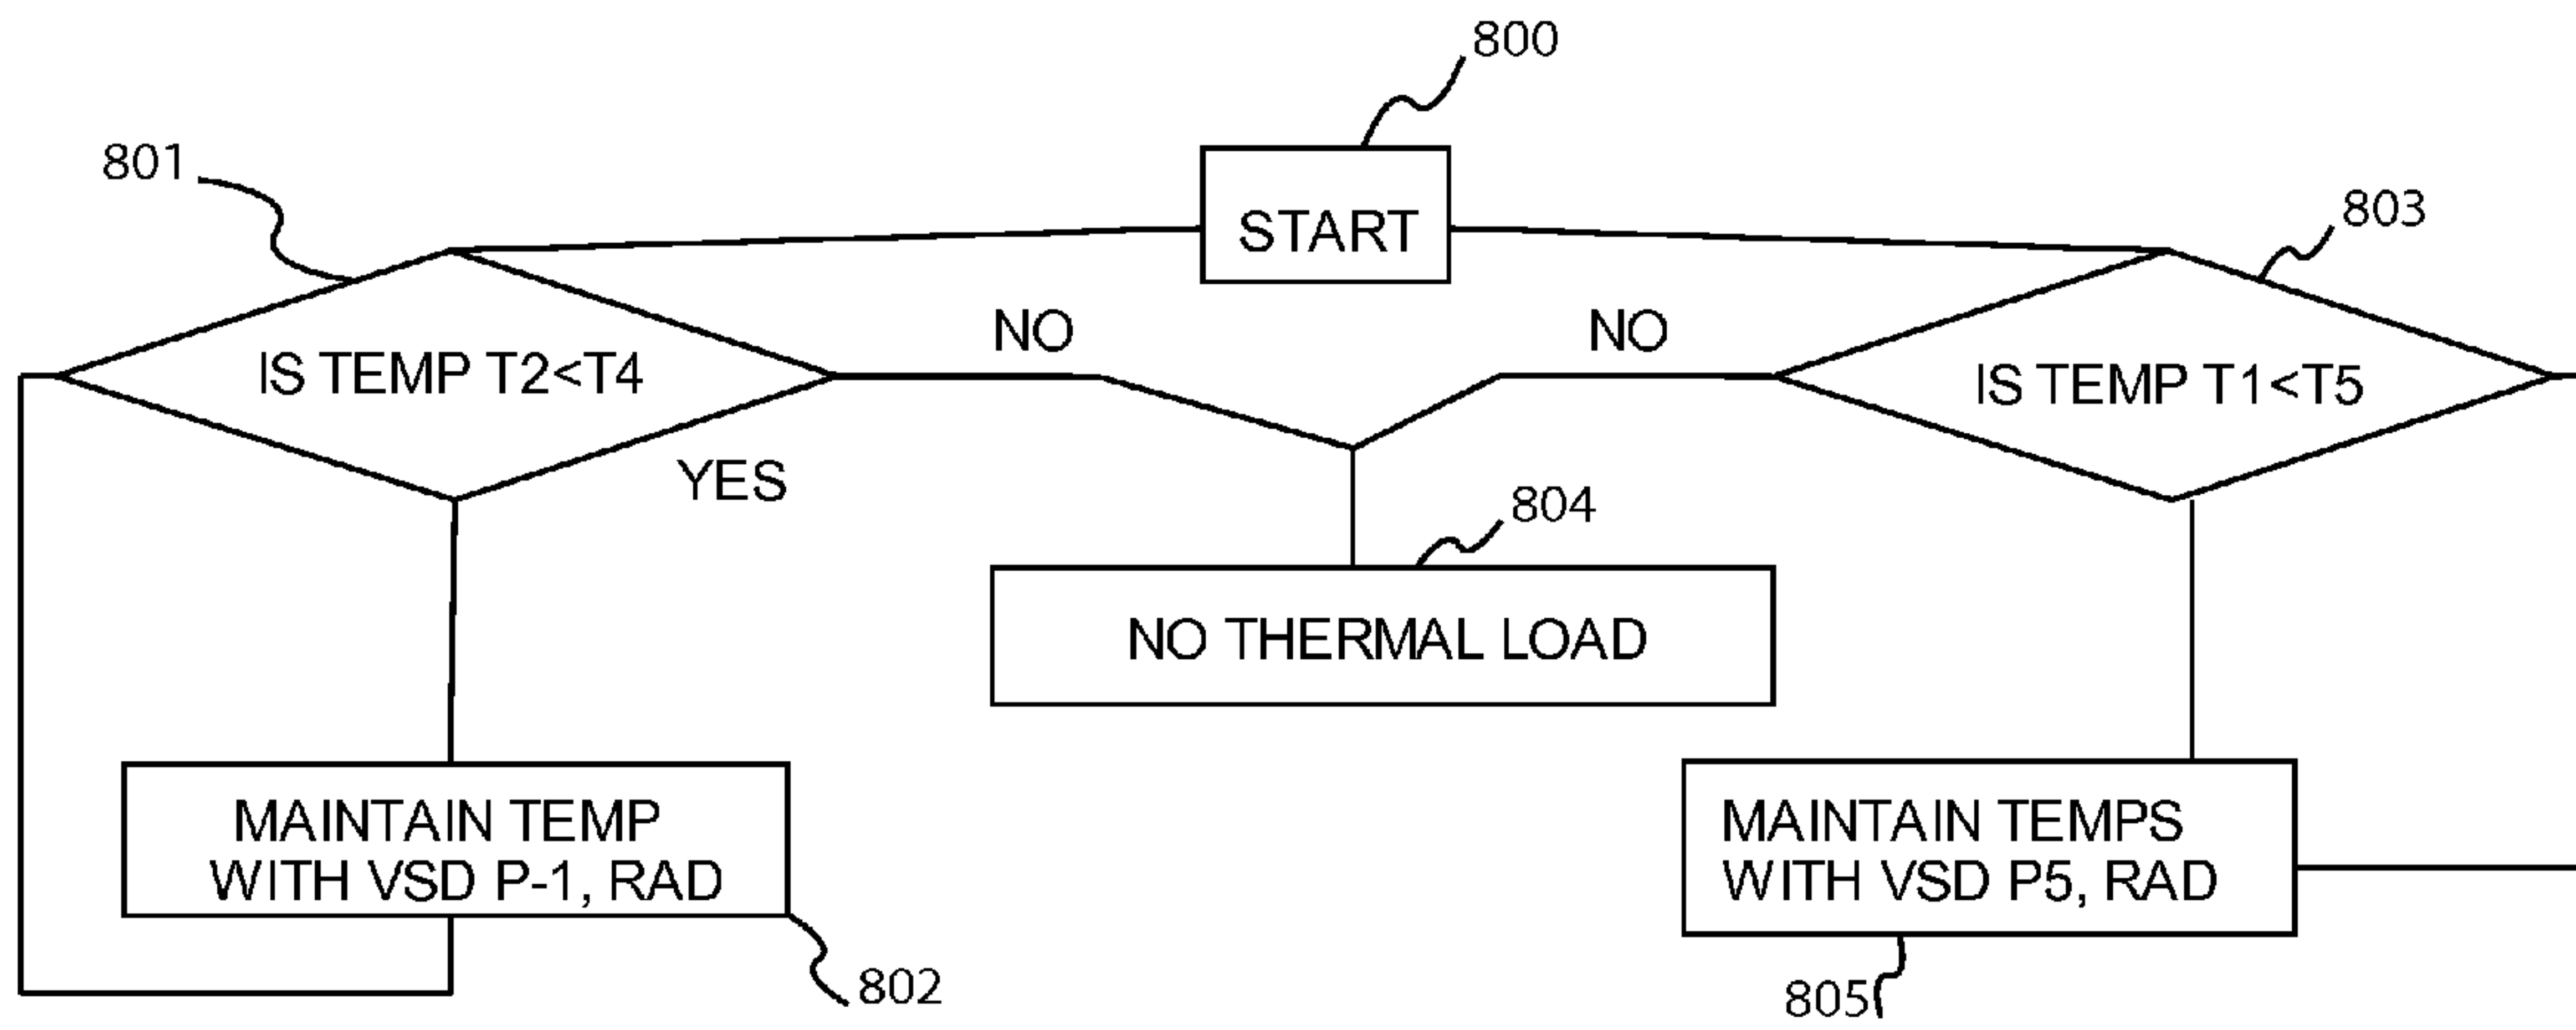 800
801
START
803
NO
NO
IS TEMP T2<T4
IS TEMP T1<T5
YES
804
NO THERMAL LOAD
MAINTAIN TEMP
WITH VSD P-1, RAD
MAINTAIN TEMPS
WITH VSD P5, RAD
802
805